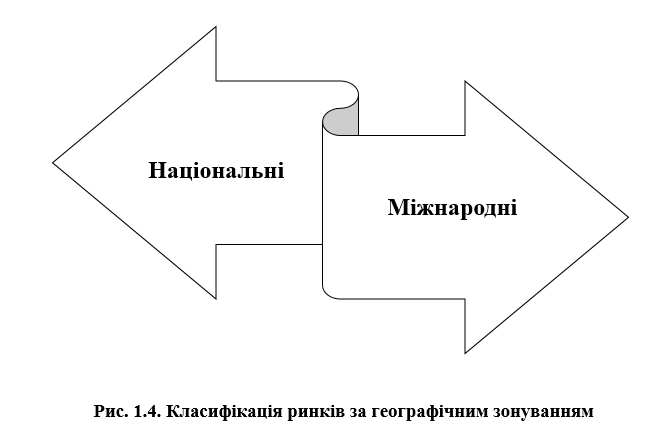 Національні
Міжнародні
Рис. 1.4. Класифікація ринків за географічним зонуванням